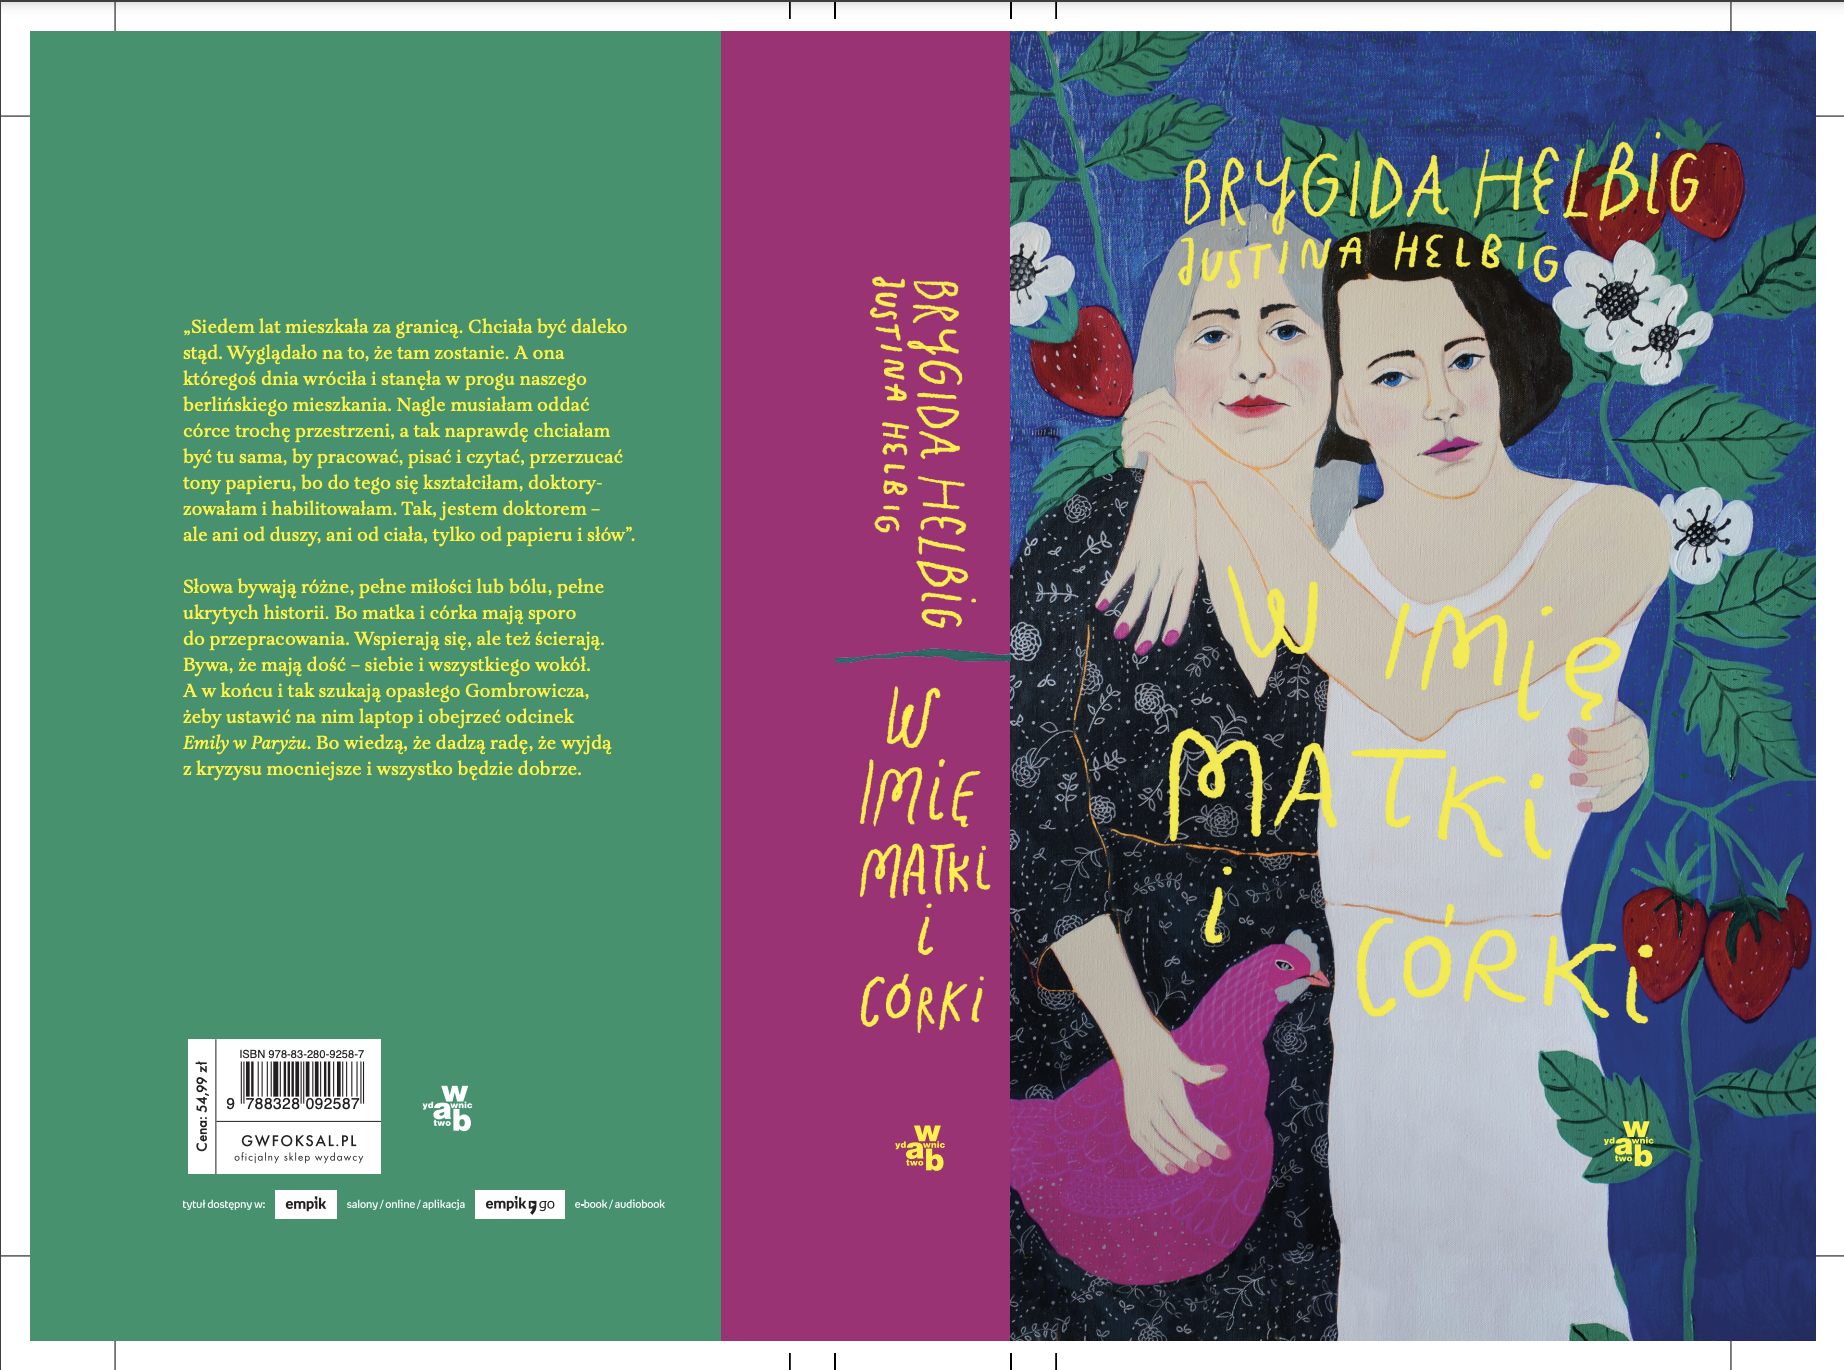 „Siedem lat mieszkała za granicą. Chciała być daleko
stąd. Wyglądało na to, że tam zostanie. A ona
któregoś dnia wróciła i stanęła w progu naszego
berlińskiego mieszkania. Nagle musiałam oddać
córce trochę przestrzeni, a tak naprawdę chciałam
być tu sama, by pracować, pisać i czytać, przerzucać
tony papieru, bo do tego się kształciłam, doktory-
zowałam i habilitowałam. Tak, jestem doktorem –
ale ani od duszy, ani od ciała, tylko od papieru i słów”.
Słowa bywają różne, pełne miłości lub bólu, pełne
ukrytych historii. Bo matka i córka mają sporo
do przepracowania. Wspierają się, ale też ścierają.
Bywa, że mają dość – siebie i wszystkiego wokół.
A w końcu i tak szukają opasłego Gombrowicza,
żeby ustawić na nim laptop i obejrzeć odcinek
Emily w Paryżu. Bo wiedzą, że dadzą radę, że wyjdą
z kryzysu mocniejsze i wszystko będzie dobrze.
Cena: 54,99 zł
ISBN 978-83-280-9258-7
9 788328 092587
GWFOKSAL.PL
oficjalny sklep wydawcy
w
ydawnic
two b
tytuł dostępny w: empik salony / online / aplikacja empik go e-book / audiobook
BRYGIDA HELBIG
JUSTINA HELBIG
W
IMIĘ
MATKI
i
CÓRKI
w
ydawnic
two b
BRYGIDA HELBIG
JUSTINA HELBIG
W IMIĘ
MATKI
i
CÓRKI
w
ydawnic
two b